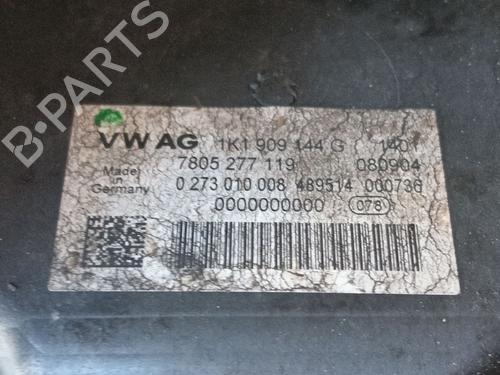 B-PARTS
VW AG 1K1 909 144 G 140
7805 277 119 080904
Made in Germany
0 273 010 008 489514 000736
0000000000 078